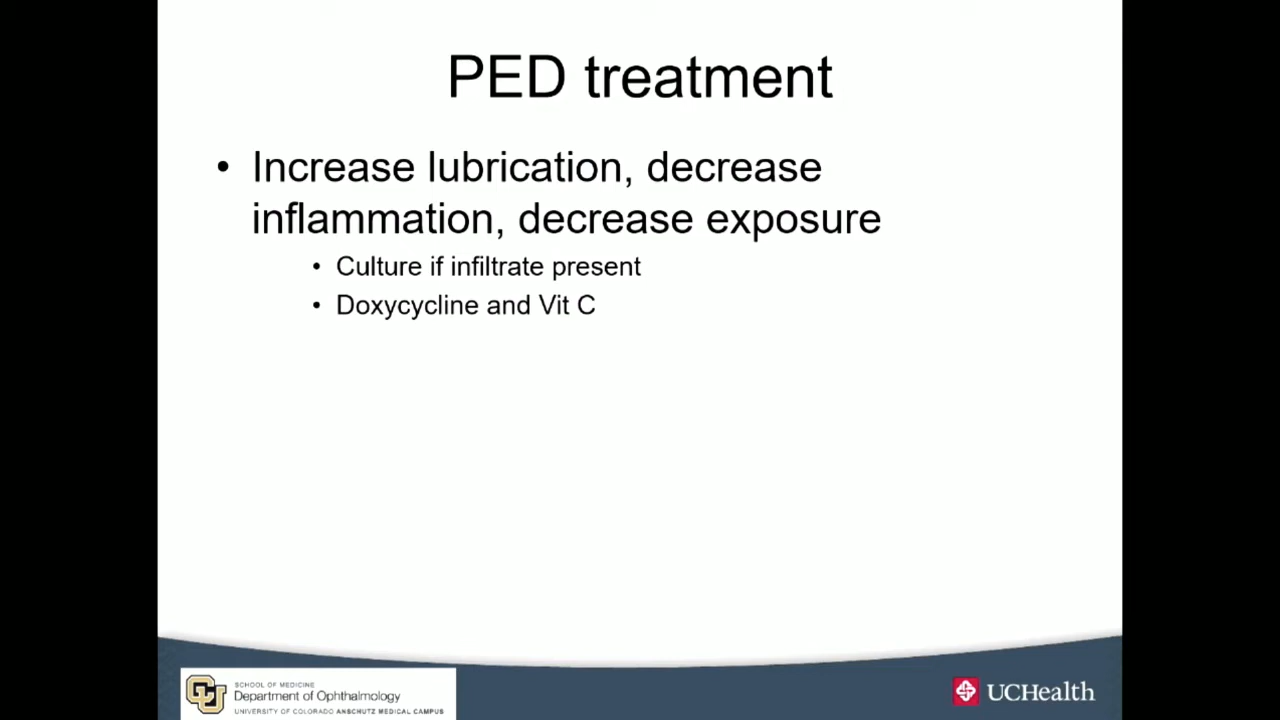 PED treatment
• Increase lubrication, decrease
inflammation, decrease exposure
• Culture if infiltrate present
• Doxycycline and Vit C
CU
SCHOOL OF MEDICINE
Department of Ophthalmology
UNIVERSITY OF COLORADO ANSCHUTZ MEDICAL CAMPUS
UCHealth